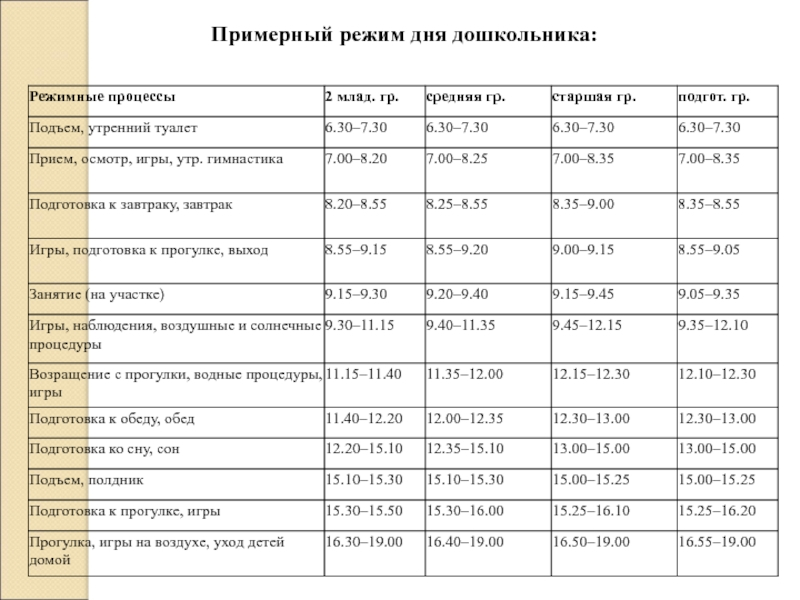 Примерный режим дня дошкольника:
Режимные процессы 2 млад. гр. средняя гр. старшая гр. подгот. гр.
Подъем, утренний туалет 6.30–7.30 6.30–7.30 6.30–7.30 6.30–7.30
Прием, осмотр, игры, утр. гимнастика 7.00–8.20 7.00–8.25 7.00–8.35 7.00–8.35
Подготовка к завтраку, завтрак 8.20–8.55 8.25–8.55 8.35–9.00 8.35–8.55
Игры, подготовка к прогулке, выход 8.55–9.15 8.55–9.20 9.00–9.15 8.55–9.05
Занятие (на участке) 9.15–9.30 9.20–9.40 9.15–9.45 9.05–9.35
Игры, наблюдения, воздушные и солнечные 9.30–11.15 9.40–11.35 9.45–12.15 9.35–12.10
процедуры
Возращение с прогулки, водные процедуры, 11.15–11.40 11.35–12.00 12.15–12.30 12.10–12.30
игры
Подготовка к обеду, обед 11.40–12.20 12.00–12.35 12.30–13.00 12.30–13.00
Подготовка ко сну, сон 12.20–15.10 12.35–15.10 13.00–15.00 13.00–15.00
Подъем, полдник 15.10–15.30 15.10–15.30 15.00–15.25 15.00–15.25
Подготовка к прогулке, игры 15.30–15.50 15.30–16.00 15.25–16.10 15.25–16.20
Прогулка, игры на воздухе, уход детей 16.30–19.00 16.40–19.00 16.50–19.00 16.55–19.00
домой